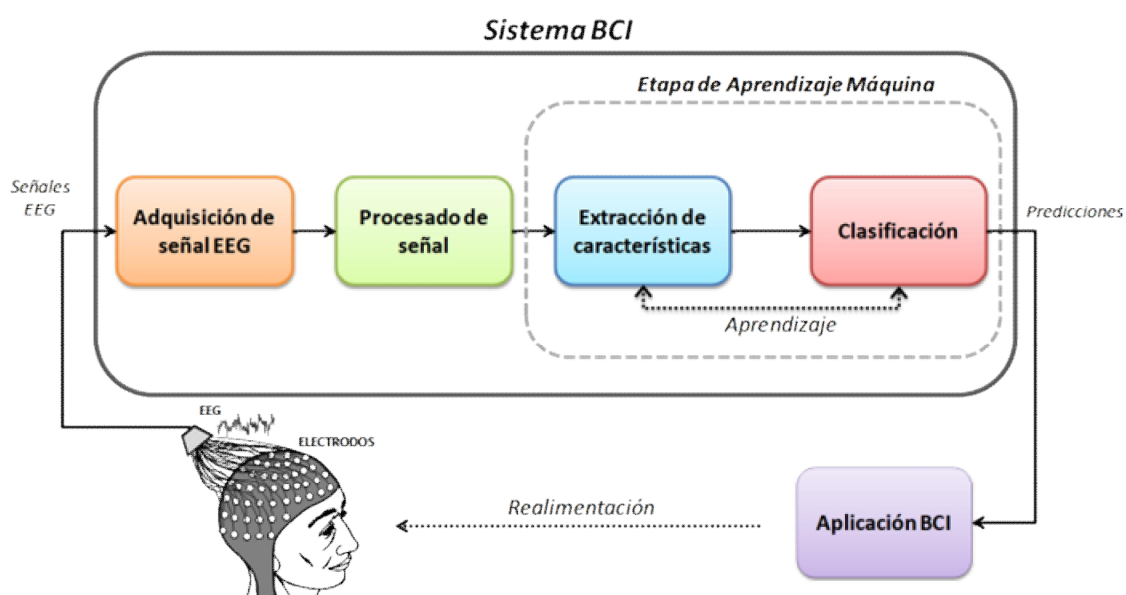 Sistema BCI
Etapa de Aprendizaje Máquina
Señales
EEG
Adquisición de
señal EEG
Procesado de
señal
Extracción de
características
Clasificación
Predicciones
Aprendizaje
EEG
ELECTRODOS
Realimentación
Aplicación BCI